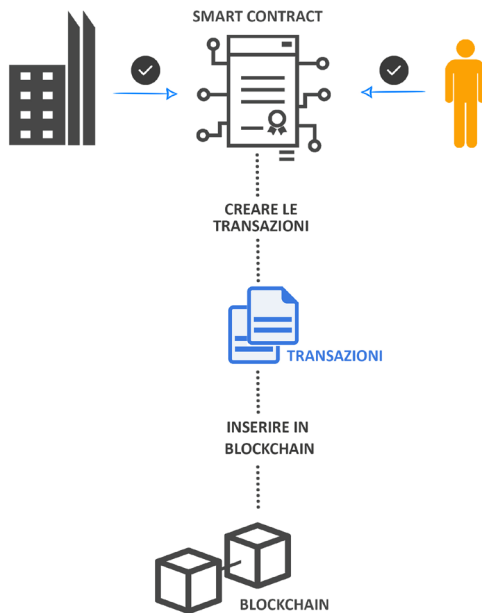 SMART CONTRACT
CREARE LE
TRANSAZIONI
TRANSAZIONI
INSERIRE IN
BLOCKCHAIN
BLOCKCHAIN